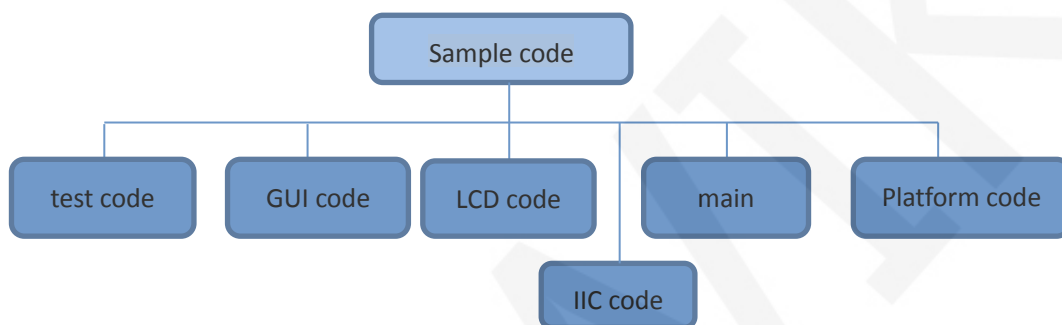 Sample code
test code
GUI code
LCD code
main
Platform code
IIC code